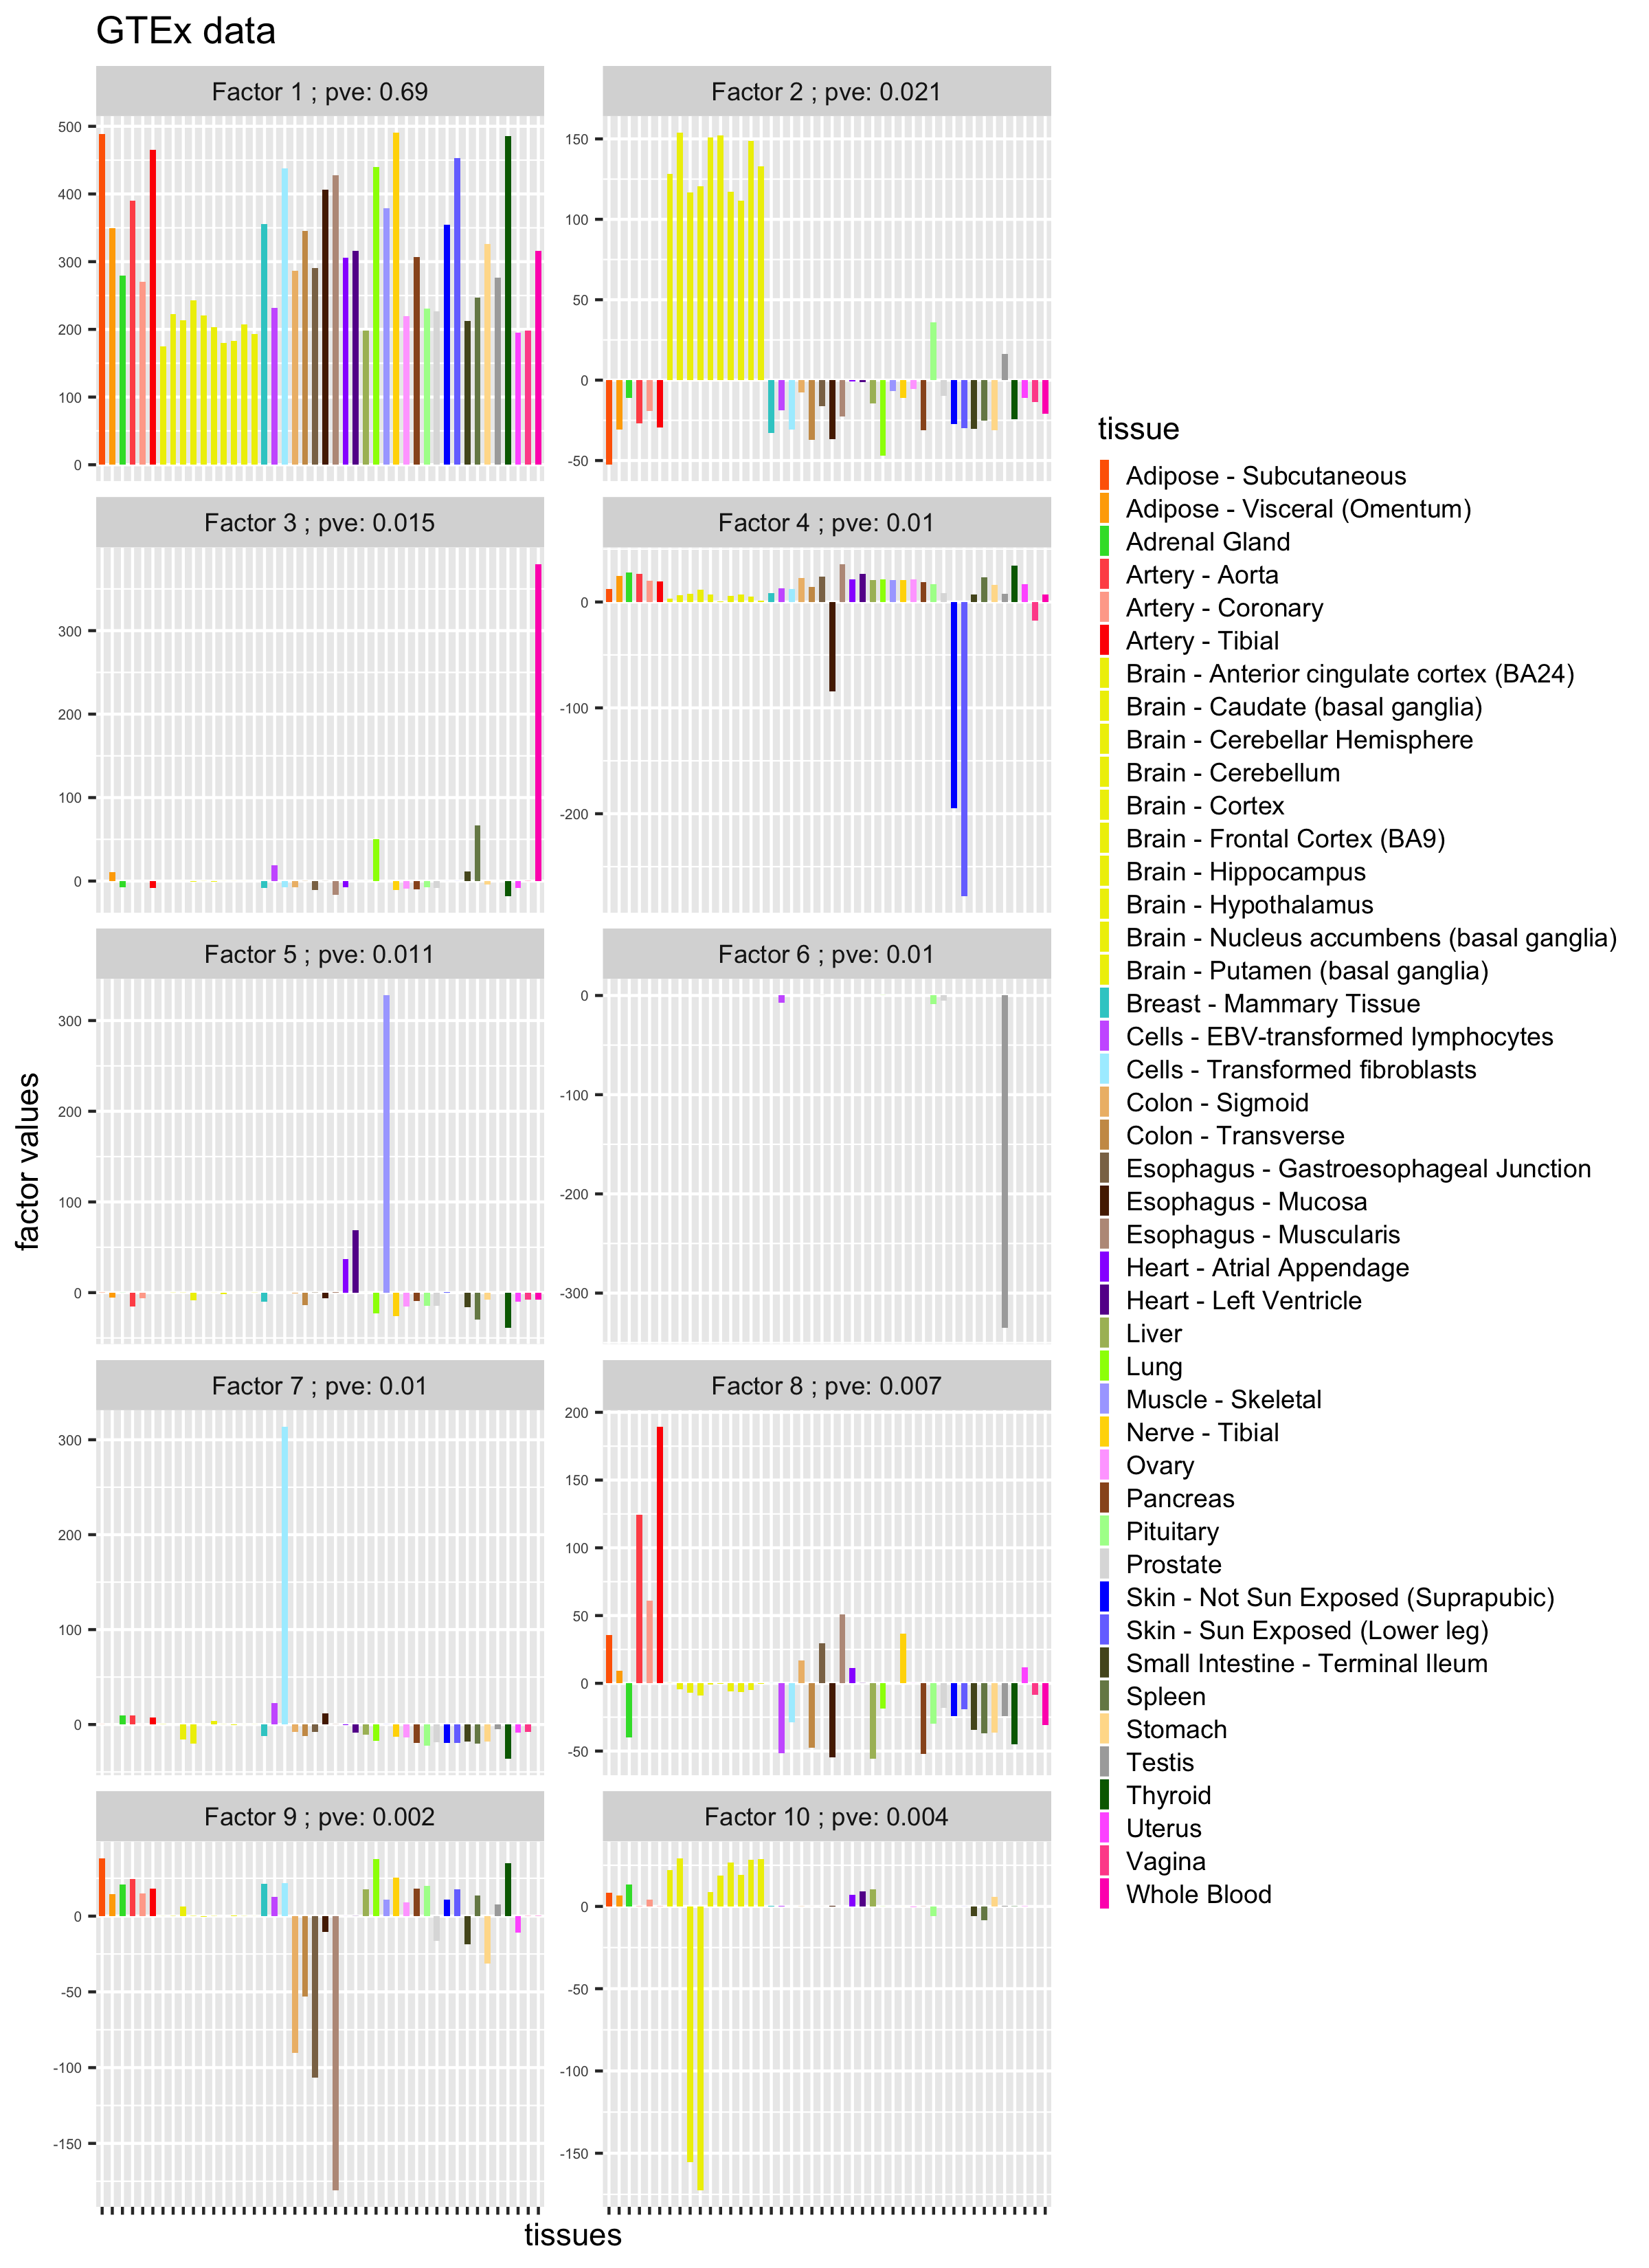 GTEx data
Factor 1 ; pve: 0.69
Factor 2 ; pve: 0.021
500
400
300
200
100
0
150
100
50
0
-50
Factor 3 ; pve: 0.015
Factor 4 ; pve: 0.01
300
200
100
0
0
-100
-200
Factor 5 ; pve: 0.011
Factor 6 ; pve: 0.01
300
200
100
0
0
-100
-200
-300
Factor 7 ; pve: 0.01
Factor 8 ; pve: 0.007
300
200
100
0
200
150
100
50
0
-50
Factor 9 ; pve: 0.002
Factor 10 ; pve: 0.004
0
-50
-100
-150
0
-50
-100
-150
factor values
tissues
tissue
Adipose - Subcutaneous
Adipose - Visceral (Omentum)
Adrenal Gland
Artery - Aorta
Artery - Coronary
Artery - Tibial
Brain - Anterior cingulate cortex (BA24)
Brain - Caudate (basal ganglia)
Brain - Cerebellar Hemisphere
Brain - Cerebellum
Brain - Cortex
Brain - Frontal Cortex (BA9)
Brain - Hippocampus
Brain - Hypothalamus
Brain - Nucleus accumbens (basal ganglia)
Brain - Putamen (basal ganglia)
Breast - Mammary Tissue
Cells - EBV-transformed lymphocytes
Cells - Transformed fibroblasts
Colon - Sigmoid
Colon - Transverse
Esophagus - Gastroesophageal Junction
Esophagus - Mucosa
Esophagus - Muscularis
Heart - Atrial Appendage
Heart - Left Ventricle
Liver
Lung
Muscle - Skeletal
Nerve - Tibial
Ovary
Pancreas
Pituitary
Prostate
Skin - Not Sun Exposed (Suprapubic)
Skin - Sun Exposed (Lower leg)
Small Intestine - Terminal Ileum
Spleen
Stomach
Testis
Thyroid
Uterus
Vagina
Whole Blood